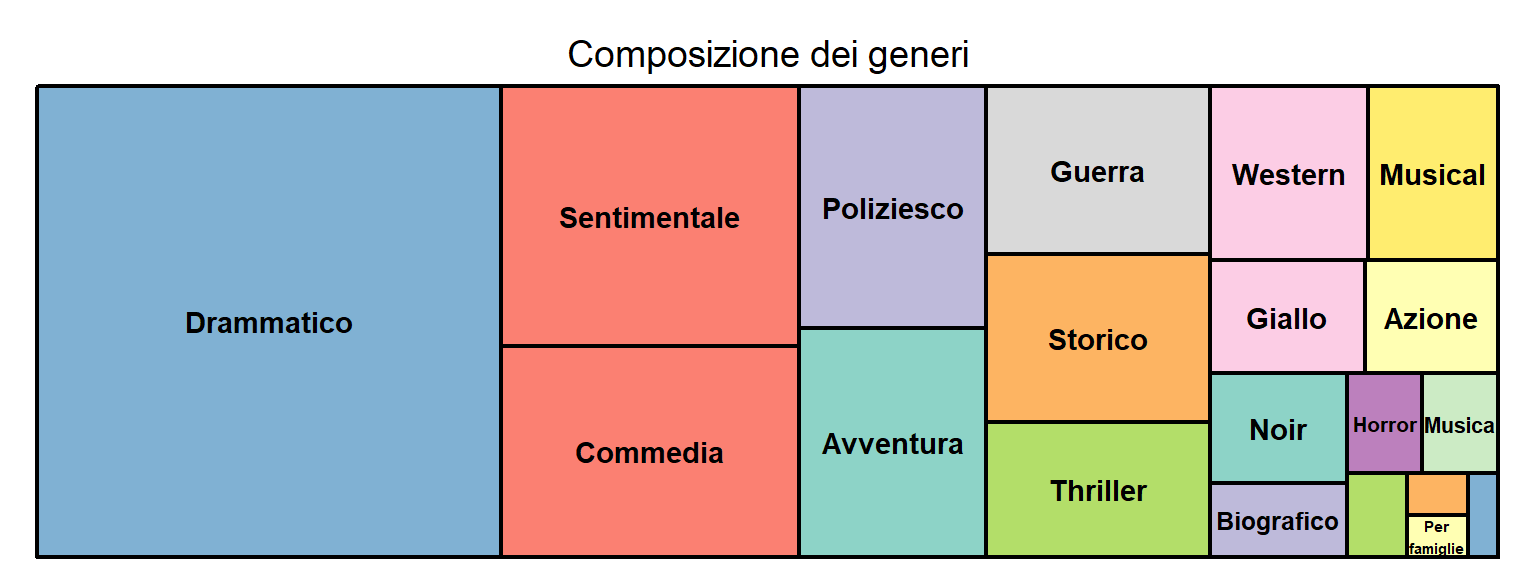 Composizione dei generi
Drammatico
Sentimentale
Commedia
Poliziesco
Avventura
Guerra
Storico
Thriller
Western
Musical
Giallo
Azione
Noir
Horror
Musica
Biografico
Per
famiglie